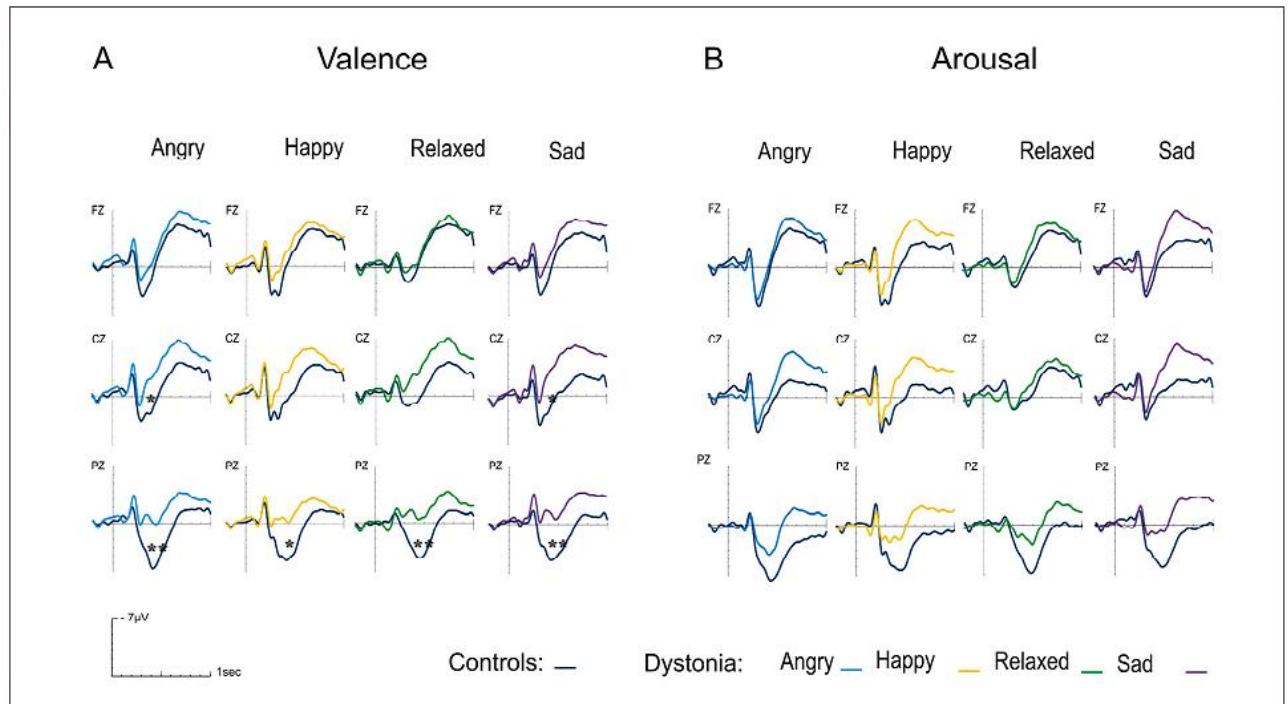 A Valence
B Arousal
Angry Happy Relaxed Sad
Angry Happy Relaxed Sad
FZ FZ FZ FZ
FZ FZ FZ FZ
CZ CZ CZ CZ
CZ CZ CZ CZ
* *
PZ PZ PZ PZ
PZ PZ PZ PZ
** * ** **
- 7µV
1sec
Controls: Dystonia: Angry Happy Relaxed Sad